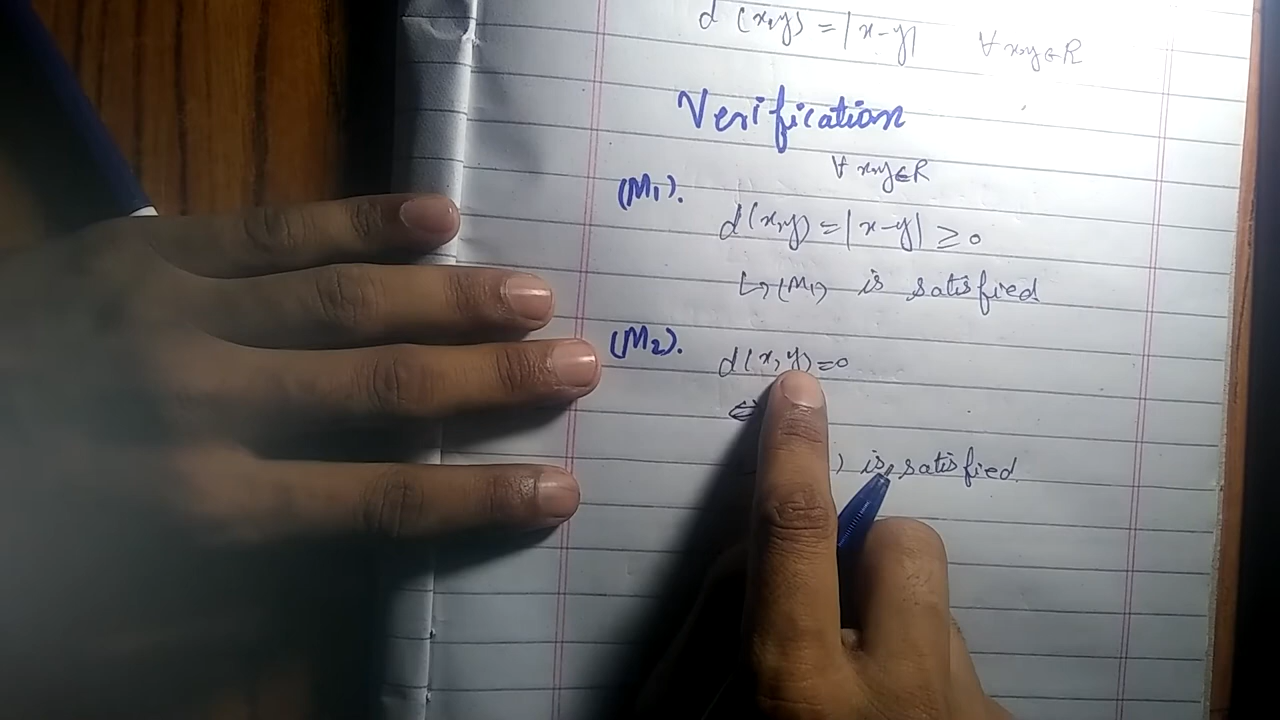 d(x,y) = |x-y| ∀ x,y∈R
Verification
∀ x,y∈R
(M1). d(x,y) = |x-y| ≥ 0
↳ (M1) is satisfied
(M2). d(x,y)=0
⇔
) is satisfied.